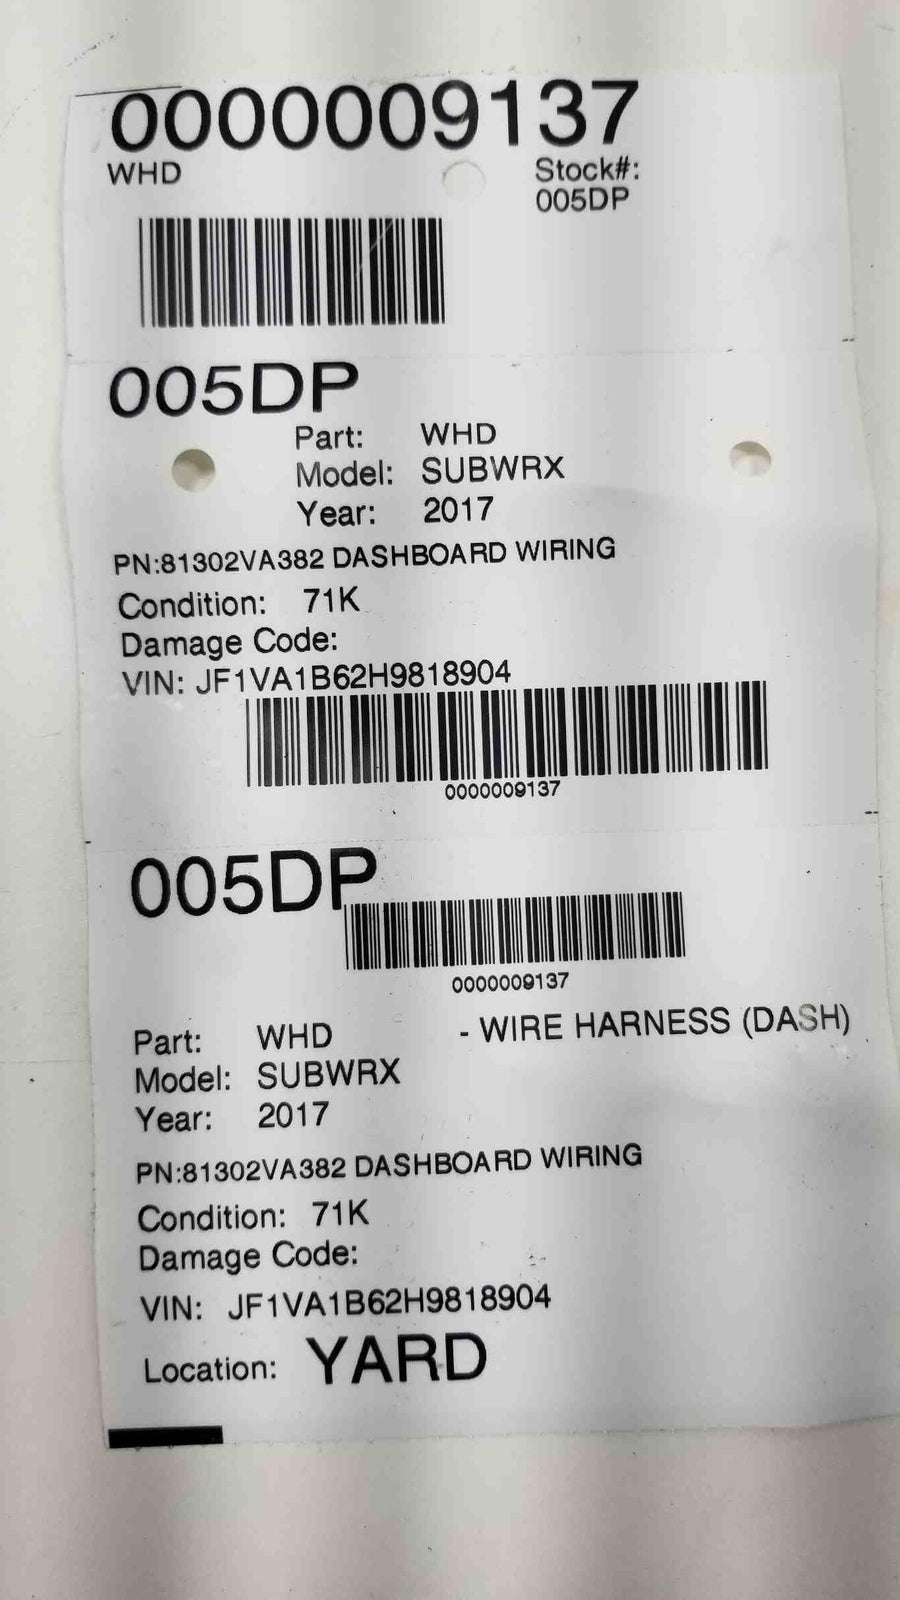 0000009137
WHD
Stock#:
005DP
005DP
Part: WHD
Model: SUBWRX
Year: 2017
PN:81302VA382 DASHBOARD WIRING
Condition: 71K
Damage Code:
VIN: JF1VA1B62H9818904
0000009137
005DP
0000009137
Part: WHD - WIRE HARNESS (DASH)
Model: SUBWRX
Year: 2017
PN:81302VA382 DASHBOARD WIRING
Condition: 71K
Damage Code:
VIN: JF1VA1B62H9818904
Location: YARD